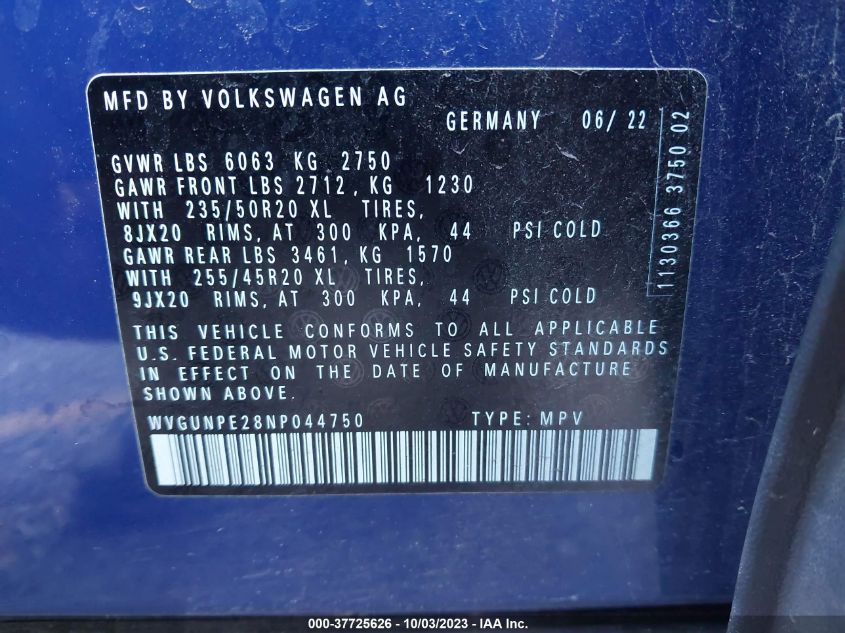 MFD BY VOLKSWAGEN AG
GERMANY 06/ 22
GVWR LBS 6063 KG 2750
GAWR FRONT LBS 2712, KG 1230
WITH 235/50R20 XL TIRES,
8JX20 RIMS, AT 300 KPA, 44 PSI COLD
GAWR REAR LBS 3461, KG 1570
WITH 255/45R20 XL TIRES,
9JX20 RIMS, AT 300 KPA, 44 PSI COLD
THIS VEHICLE CONFORMS TO ALL APPLICABLE
U.S. FEDERAL MOTOR VEHICLE SAFETY STANDARDS
IN EFFECT ON THE DATE OF MANUFACTURE
SHOWN ABOVE.
WVGUNPE28NP044750 TYPE: MPV
1130366 3750 02
000-37725626 - 10/03/2023 - IAA Inc.